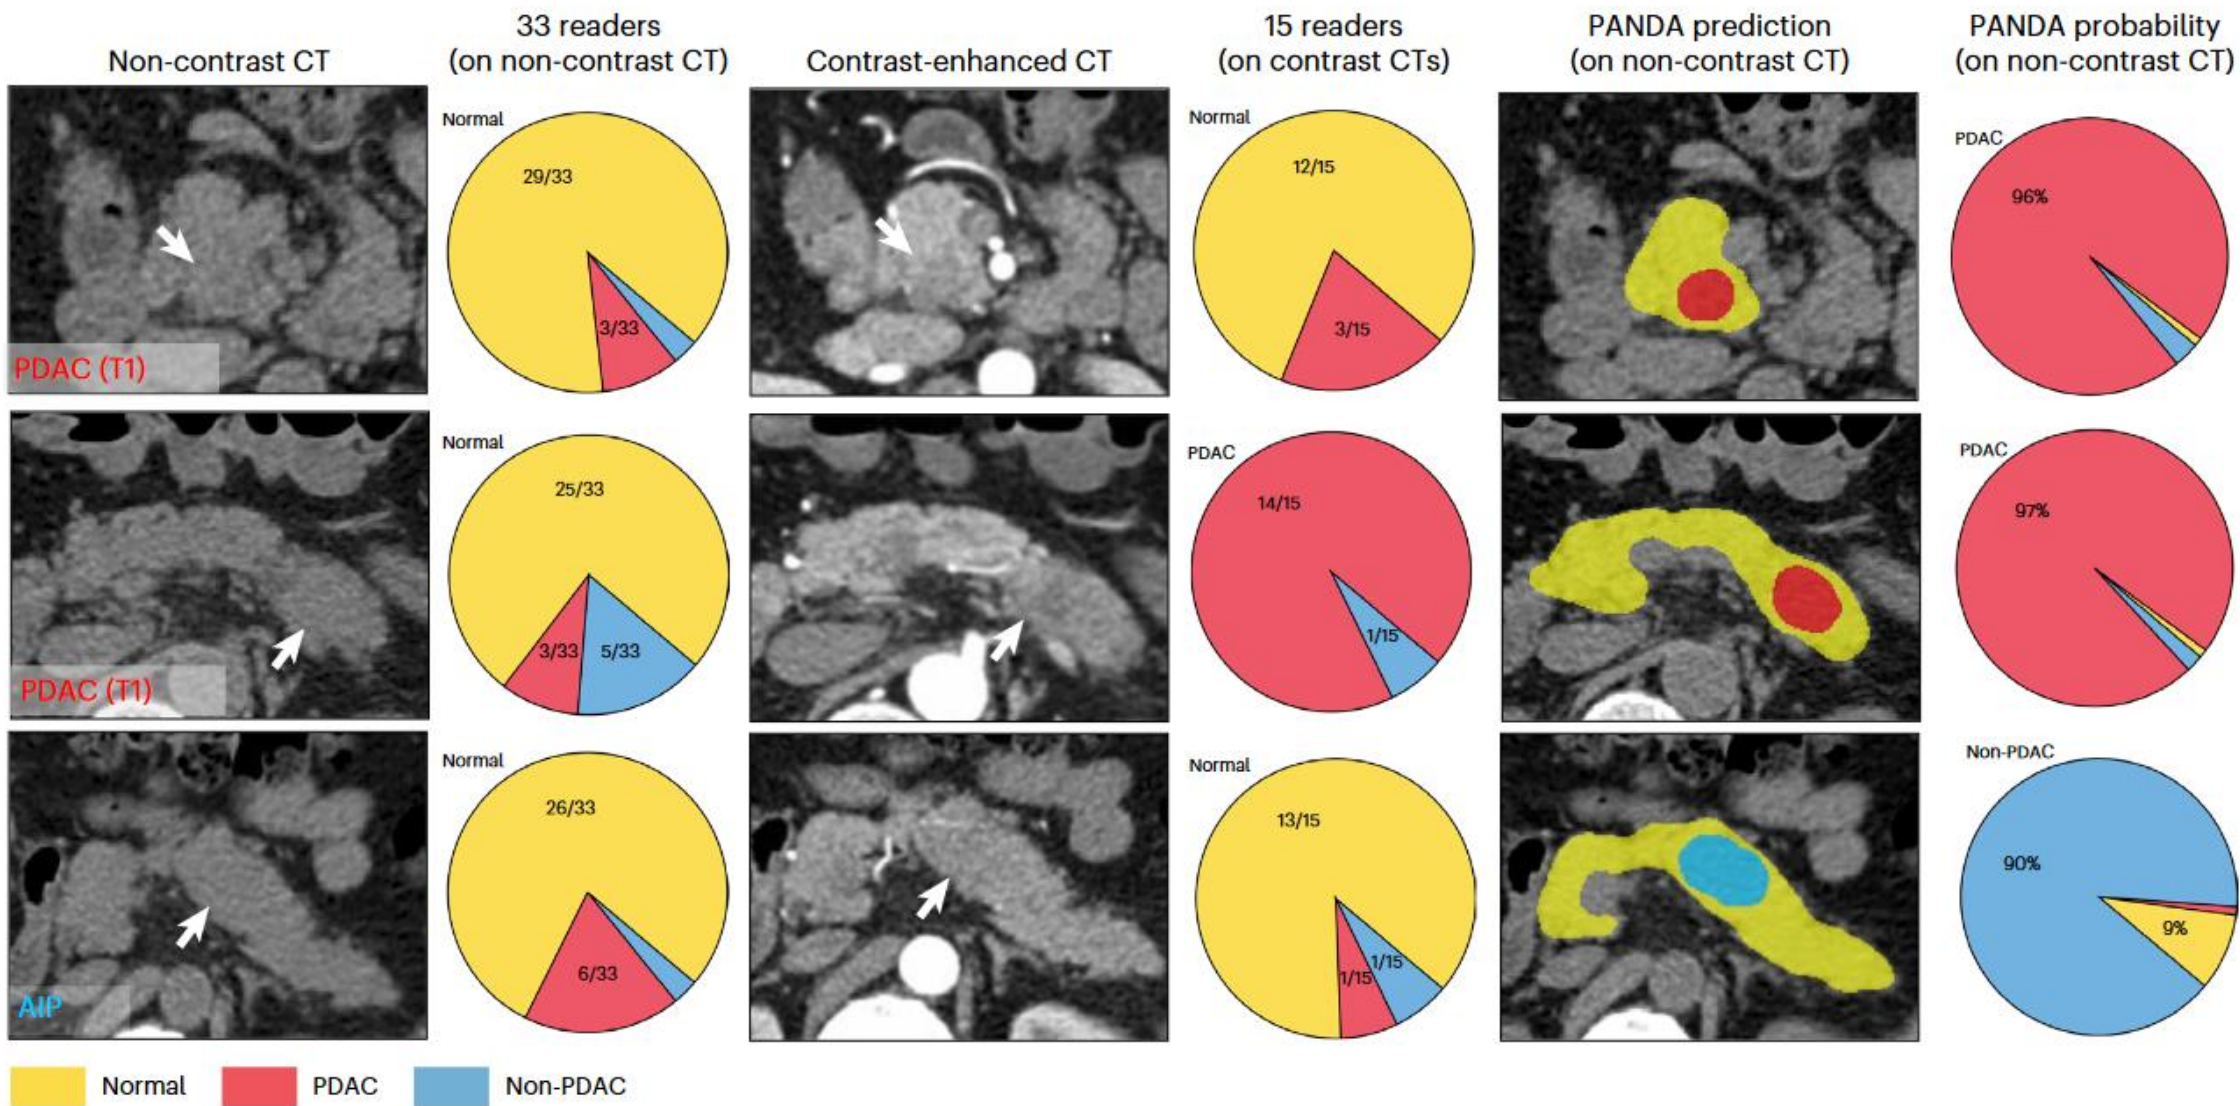 Non-contrast CT
33 readers
(on non-contrast CT)
Contrast-enhanced CT
15 readers
(on contrast CTs)
PANDA prediction
(on non-contrast CT)
PANDA probability
(on non-contrast CT)
PDAC (T1)
Normal
29/33
3/33
Normal
12/15
3/15
PDAC
96%
PDAC (T1)
Normal
25/33
3/33
5/33
PDAC
14/15
1/15
PDAC
97%
AIP
Normal
26/33
6/33
Normal
13/15
1/15
1/15
Non-PDAC
90%
9%
Normal
PDAC
Non-PDAC